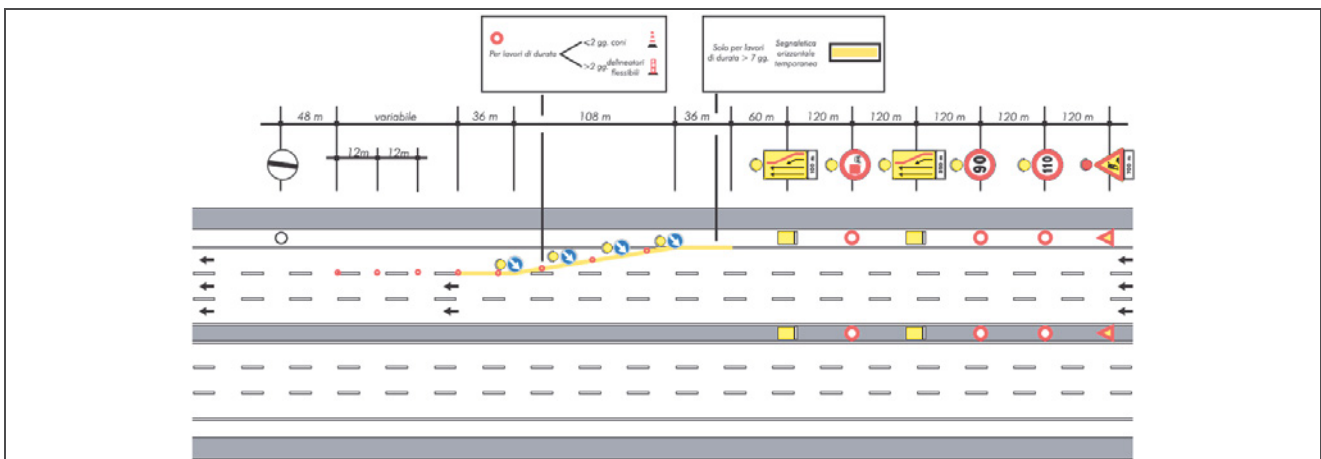 Per lavori di durata
<2 gg. coni
>2 gg. delineatori
flessibili
Solo per lavori
di durata > 7 gg.
Segnaletica
orizzontale
temporanea
48 m
variabile
36 m
108 m
36 m
60 m
120 m
120 m
120 m
120 m
120 m
12m
12m
90
110